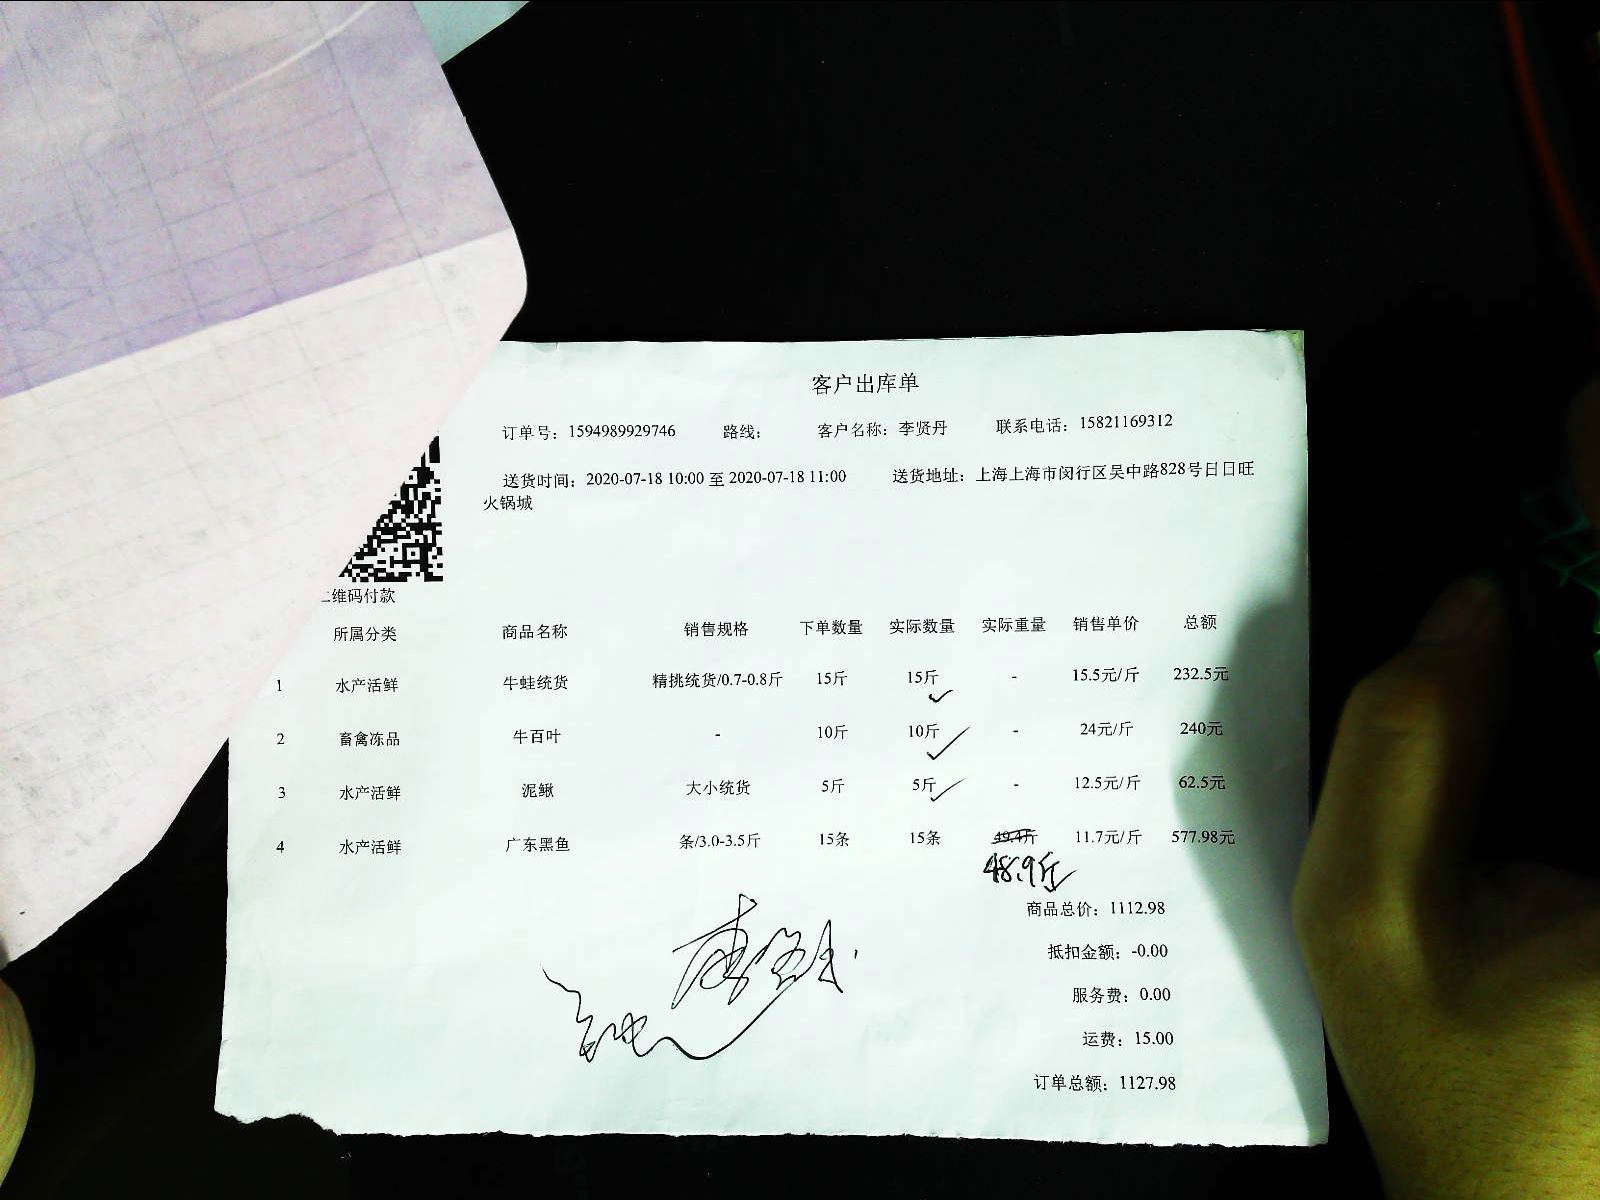 客户出库单
订单号：1594989929746 路线： 客户名称：李贤丹 联系电话：15821169312
送货时间：2020-07-18 10:00 至 2020-07-18 11:00 送货地址：上海上海市闵行区吴中路828号日日旺
火锅城
二维码付款
所属分类 商品名称 销售规格 下单数量 实际数量 实际重量 销售单价 总额
1 水产活鲜 牛蛙统货 精挑统货/0.7-0.8斤 15斤 15斤 - 15.5元/斤 232.5元
2 畜禽冻品 牛百叶 - 10斤 10斤 - 24元/斤 240元
3 水产活鲜 泥鳅 大小统货 5斤 5斤 - 12.5元/斤 62.5元
4 水产活鲜 广东黑鱼 条/3.0-3.5斤 15条 15条 49.4斤 11.7元/斤 577.98元
48.9斤
商品总价：1112.98
抵扣金额：-0.00
服务费：0.00
运费：15.00
订单总额：1127.98